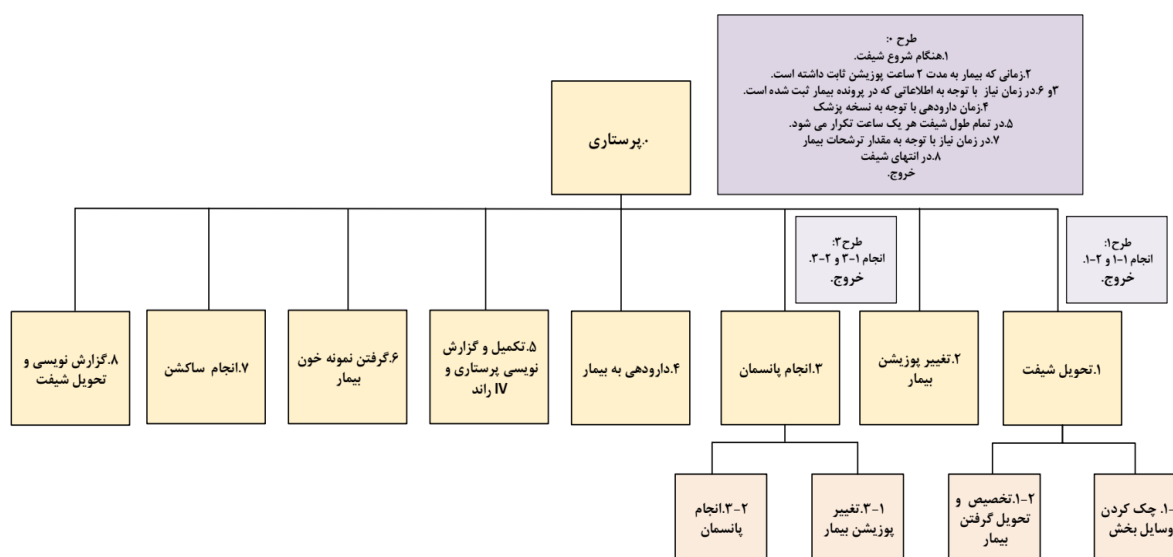 طرح ۰:
۱.هنگام شروع شیفت.
۲.زمانی که بیمار به مدت ۲ ساعت پوزیشن ثابت داشته است.
۳و ۶.در زمان نیاز با توجه به اطلاعاتی که در پرونده بیمار ثبت شده است.
۴.زمان دارودهی با توجه به نسخه پزشک
۵.در تمام طول شیفت هر یک ساعت تکرار می شود.
۷.در زمان نیاز با توجه به مقدار ترشحات بیمار
۸.در انتهای شیفت
خروج.
۰.پرستاری
طرح۱:
انجام ۱-۱ و ۲-۱.
خروج.
طرح۳:
انجام ۱-۳ و ۲-۳.
خروج.
۱.تحویل شیفت
۲.تغییر پوزیشن
بیمار
۳.انجام پانسمان
۴.دارودهی به بیمار
۵.تکمیل و گزارش
نویسی پرستاری و
IV راند
۶.گرفتن نمونه خون
بیمار
۷.انجام ساکشن
۸.گزارش نویسی و
تحویل شیفت
۱-. چک کردن
وسایل بخش
۱-۲.تخصیص و
تحویل گرفتن
بیمار
۳-۱.تغییر
پوزیشن بیمار
۳-۲.انجام
پانسمان